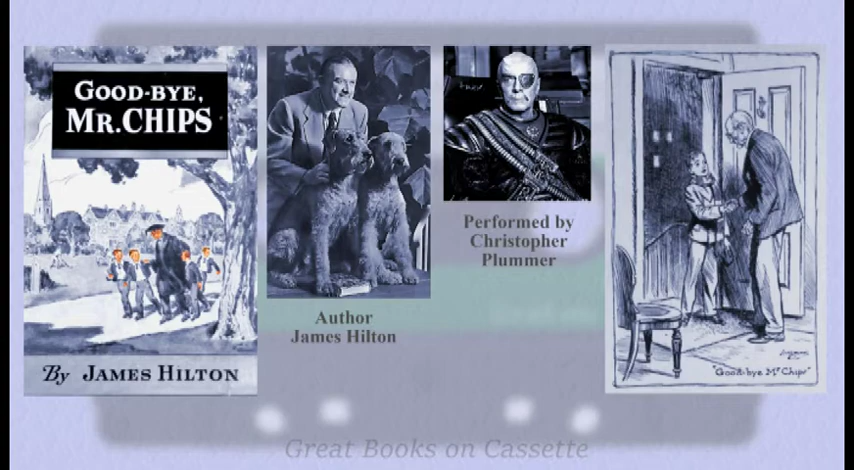 GOOD-BYE,
MR. CHIPS
By JAMES HILTON
Author
James Hilton
Performed by
Christopher
Plummer
"Good-bye Mr Chips"
Great Books on Cassette